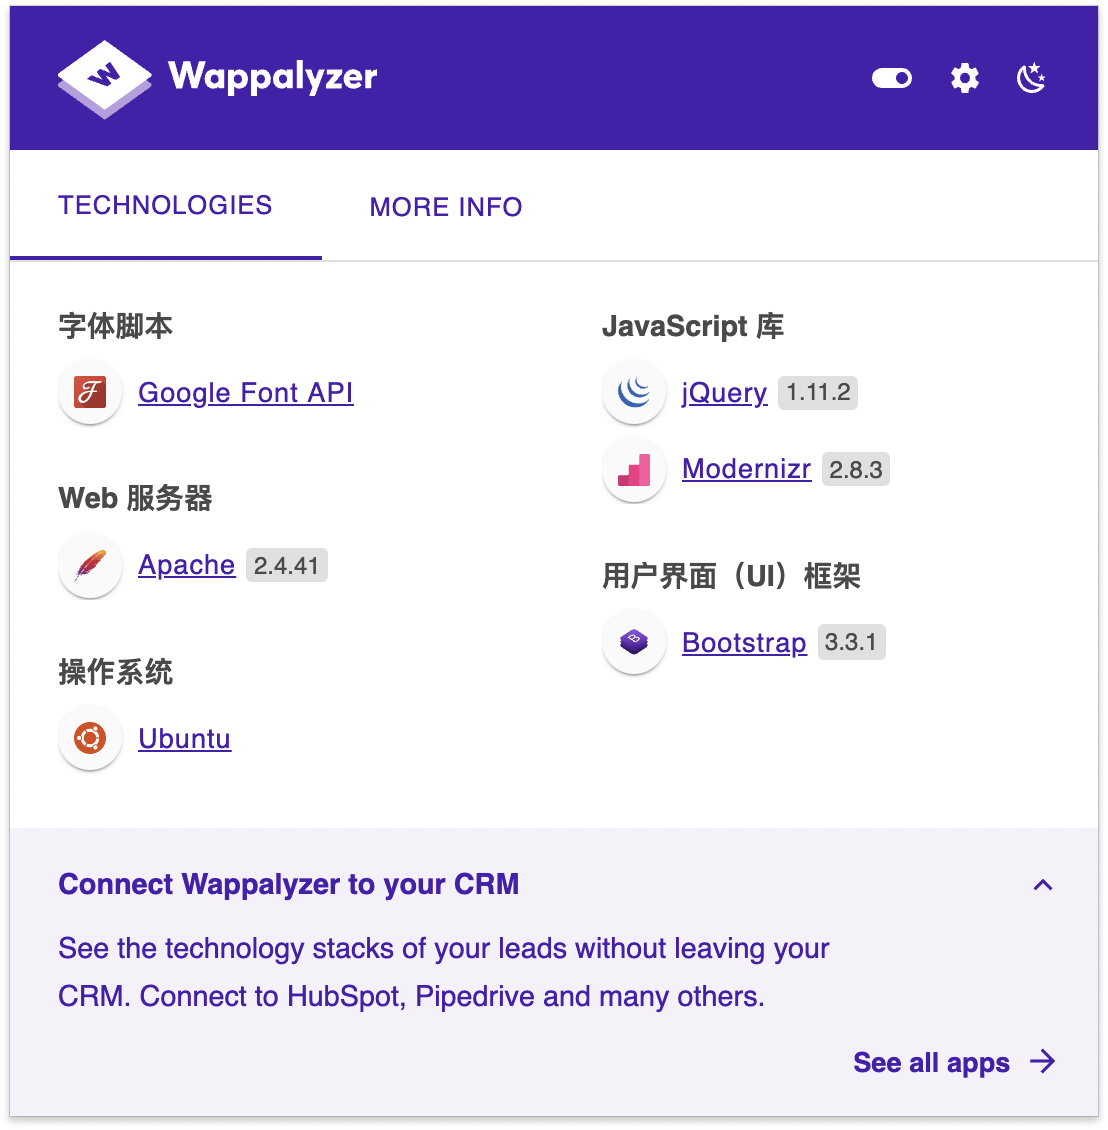 Wappalyzer
TECHNOLOGIES
MORE INFO
字体脚本
Google Font API
Web 服务器
Apache 2.4.41
操作系统
Ubuntu
JavaScript 库
jQuery 1.11.2
Modernizr 2.8.3
用户界面（UI）框架
Bootstrap 3.3.1
Connect Wappalyzer to your CRM
See the technology stacks of your leads without leaving your
CRM. Connect to HubSpot, Pipedrive and many others.
See all apps